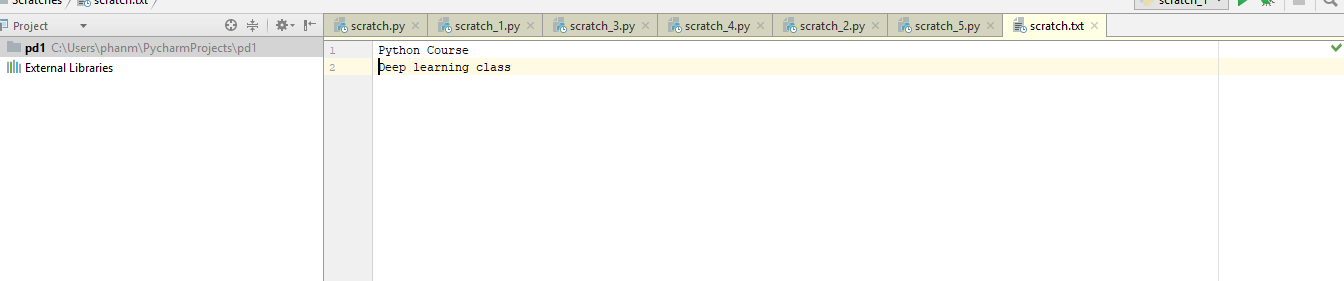 Scratches scratch.txt scratch_1
Project scratch.py scratch_1.py scratch_3.py scratch_4.py scratch_2.py scratch_5.py scratch.txt
pd1 C:\Users\phanm\PycharmProjects\pd1
External Libraries
1 Python Course
2 Deep learning class